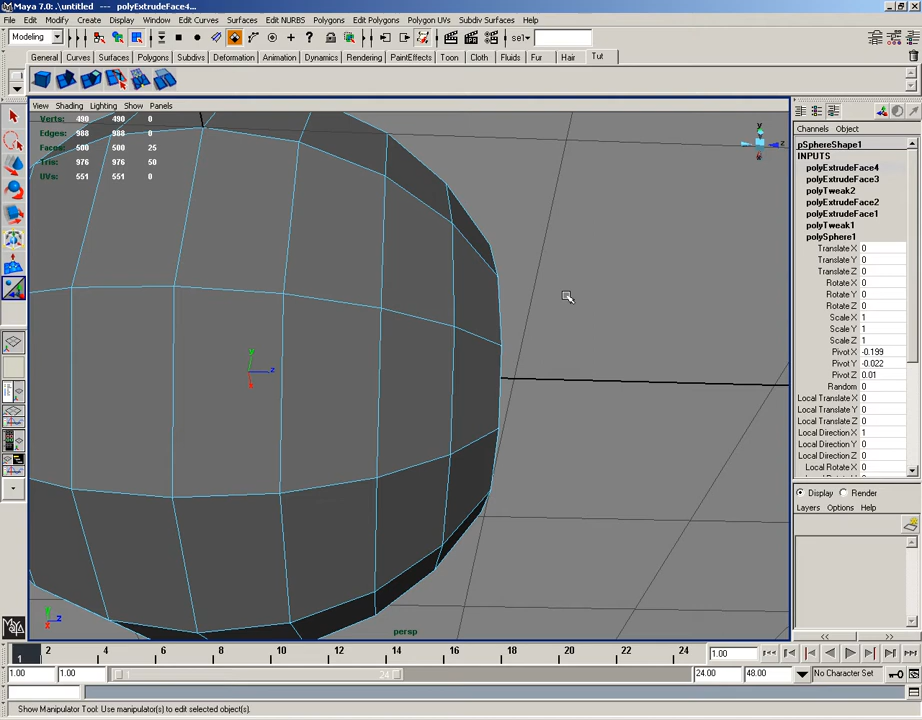 Maya 7.0: .\untitled --- polyExtrudeFace4...
File Edit Modify Create Display Window Edit Curves Surfaces Edit NURBS Polygons Edit Polygons Polygon UVs Subdiv Surfaces Help
Modeling sel
General Curves Surfaces Polygons Subdivs Deformation Animation Dynamics Rendering PaintEffects Toon Cloth Fluids Fur Hair Tut
View Shading Lighting Show Panels
Verts: 490 490 0
Edges: 988 988 0
Faces: 500 500 25
Tris: 976 976 50
UVs: 551 551 0
y
z
y
z
x
z
persp
Channels Object
pSphereShape1
INPUTS
polyExtrudeFace4
polyExtrudeFace3
polyTweak2
polyExtrudeFace2
polyExtrudeFace1
polyTweak1
polySphere1
Translate X 0
Translate Y 0
Translate Z 0
Rotate X 0
Rotate Y 0
Rotate Z 0
Scale X 1
Scale Y 1
Scale Z 1
Pivot X -0.199
Pivot Y -0.022
Pivot Z 0.01
Random 0
Local Translate X 0
Local Translate Y 0
Local Translate Z 0
Local Direction X 1
Local Direction Y 0
Local Direction Z 0
Local Rotate X 0
Display Render
Layers Options Help
1 2 4 6 8 10 12 14 16 18 20 22 24 1.00
1.00 1.00 1 24 24.00 48.00 No Character Set
MAYA
Show Manipulator Tool: Use manipulator(s) to edit selected object(s).